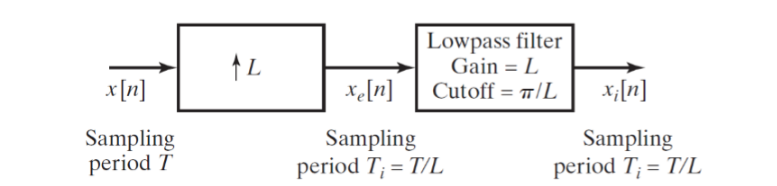 Lowpass filter
↑L
Gain = L
x[n]
xₑ[n]
Cutoff = π/L
xᵢ[n]
Sampling
period T
Sampling
period Tᵢ = T/L
Sampling
period Tᵢ = T/L